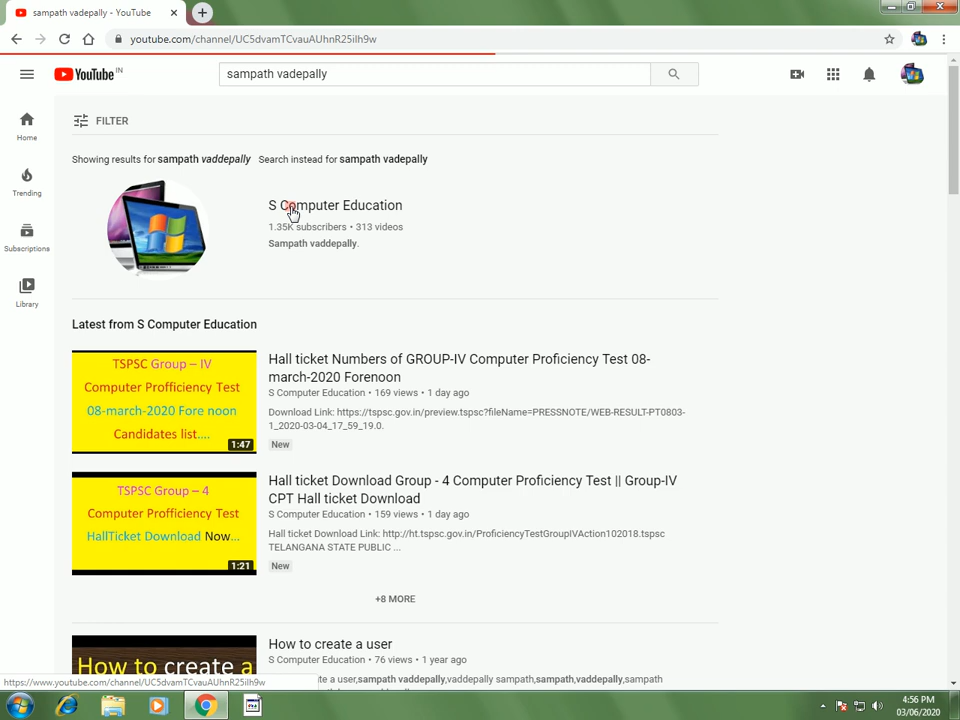 sampath vadepally - YouTube
youtube.com/channel/UC5dvamTCvauAUhnR25iIh9w
YouTube IN
sampath vadepally
Home
Trending
Subscriptions
Library
FILTER
Showing results for sampath vaddepally Search instead for sampath vadepally
S Computer Education
1.35K subscribers • 313 videos
Sampath vaddepally.
Latest from S Computer Education
TSPSC Group – IV
Computer Profficiency Test
08-march-2020 Fore noon
Candidates list....
1:47
Hall ticket Numbers of GROUP-IV Computer Proficiency Test 08-
march-2020 Forenoon
S Computer Education • 169 views • 1 day ago
Download Link: https://tspsc.gov.in/preview.tspsc?fileName=PRESSNOTE/WEB-RESULT-PT0803-
1_2020-03-04_17_59_19.0.
New
TSPSC Group – 4
Computer Profficiency Test
HallTicket Download Now...
1:21
Hall ticket Download Group - 4 Computer Proficiency Test || Group-IV
CPT Hall ticket Download
S Computer Education • 159 views • 1 day ago
Hall ticket Download Link: http://ht.tspsc.gov.in/ProficiencyTestGroupIVAction102018.tspsc
TELANGANA STATE PUBLIC ...
New
+8 MORE
How to create a
How to create a user
S Computer Education • 76 views • 1 year ago
te a user,sampath vaddepally,vaddepally sampath,sampath,vaddepally,sampath
https://www.youtube.com/channel/UC5dvamTCvauAUhnR25iIh9w
4:56 PM
03/06/2020